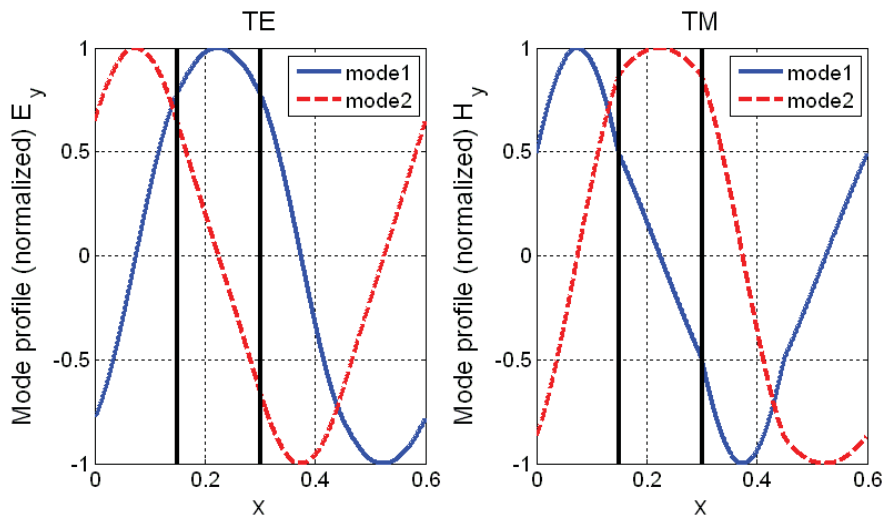 TE
Mode profile (normalized) E_y
1
0.5
0
-0.5
-1
0
0.2
0.4
0.6
x
mode1
mode2
TM
Mode profile (normalized) H_y
1
0.5
0
-0.5
-1
0
0.2
0.4
0.6
x
mode1
mode2